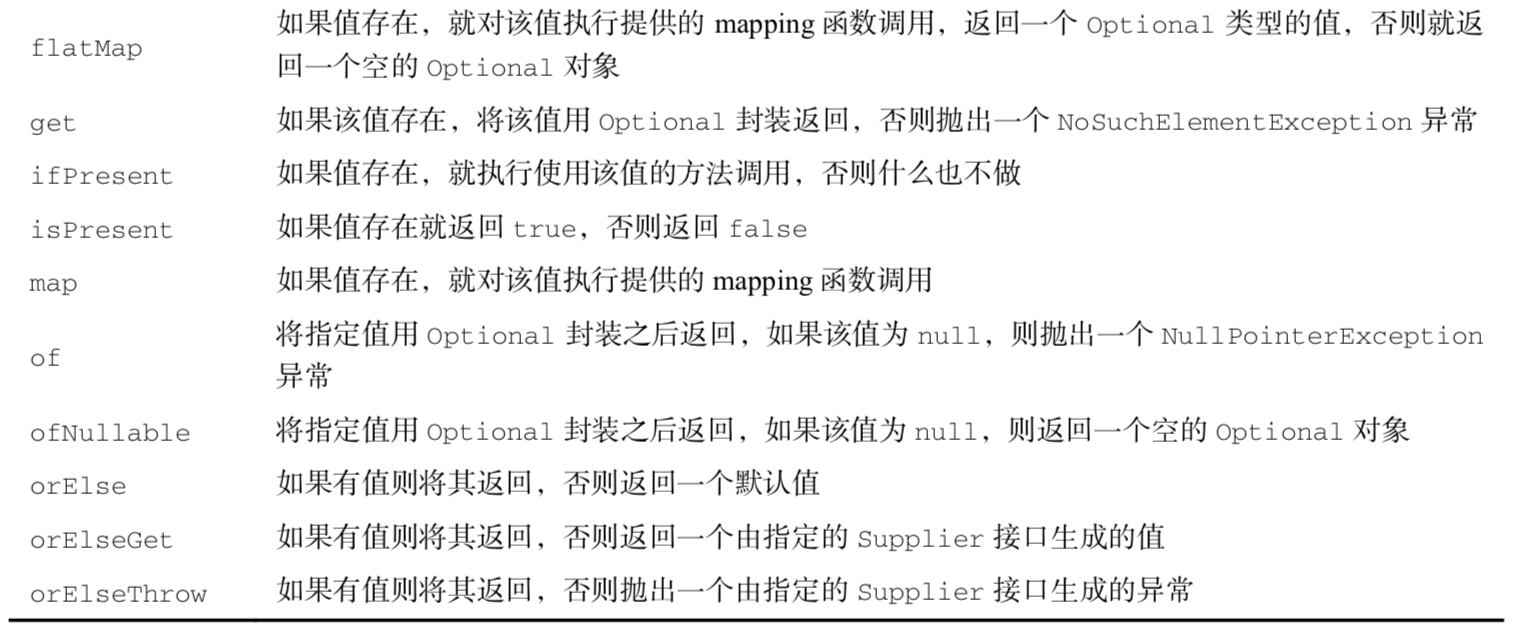 flatMap 如果值存在，就对该值执行提供的 mapping 函数调用，返回一个 Optional 类型的值，否则就返
回一个空的 Optional 对象
get 如果该值存在，将该值用 Optional 封装返回，否则抛出一个 NoSuchElementException 异常
ifPresent 如果值存在，就执行使用该值的方法调用，否则什么也不做
isPresent 如果值存在就返回 true，否则返回 false
map 如果值存在，就对该值执行提供的 mapping 函数调用
of 将指定值用 Optional 封装之后返回，如果该值为 null，则抛出一个 NullPointerException
异常
ofNullable 将指定值用 Optional 封装之后返回，如果该值为 null，则返回一个空的 Optional 对象
orElse 如果有值则将其返回，否则返回一个默认值
orElseGet 如果有值则将其返回，否则返回一个由指定的 Supplier 接口生成的值
orElseThrow 如果有值则将其返回，否则抛出一个由指定的 Supplier 接口生成的异常